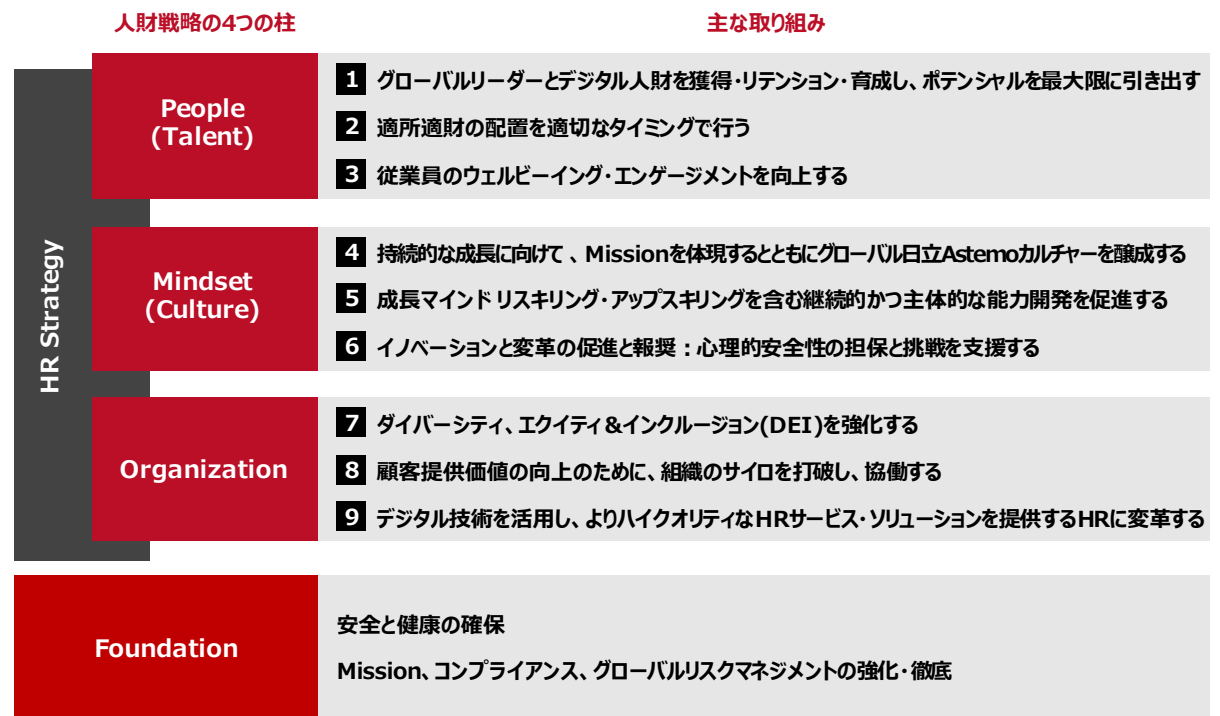 人財戦略の4つの柱
主な取り組み
HR Strategy
People
(Talent)
1 グローバルリーダーとデジタル人財を獲得・リテンション・育成し、ポテンシャルを最大限に引き出す
2 適所適財の配置を適切なタイミングで行う
3 従業員のウェルビーイング・エンゲージメントを向上する
Mindset
(Culture)
4 持続的な成長に向けて 、Missionを体現するとともにグローバル日立Astemoカルチャーを醸成する
5 成長マインド リスキリング・アップスキリングを含む継続的かつ主体的な能力開発を促進する
6 イノベーションと変革の促進と報奨：心理的安全性の担保と挑戦を支援する
Organization
7 ダイバーシティ、エクイティ＆インクルージョン(DEI)を強化する
8 顧客提供価値の向上のために、組織のサイロを打破し、協働する
9 デジタル技術を活用し、よりハイクオリティなHRサービス・ソリューションを提供するHRに変革する
Foundation
安全と健康の確保
Mission、コンプライアンス、グローバルリスクマネジメントの強化・徹底